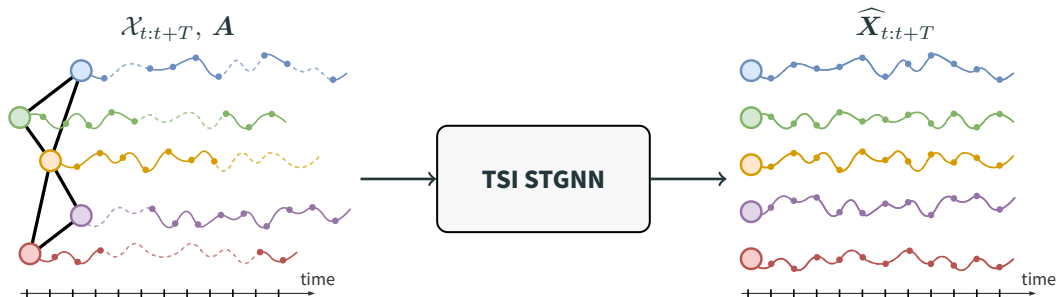 𝒳_{t:t+T}, A
X̂_{t:t+T}
TSI STGNN
time
time